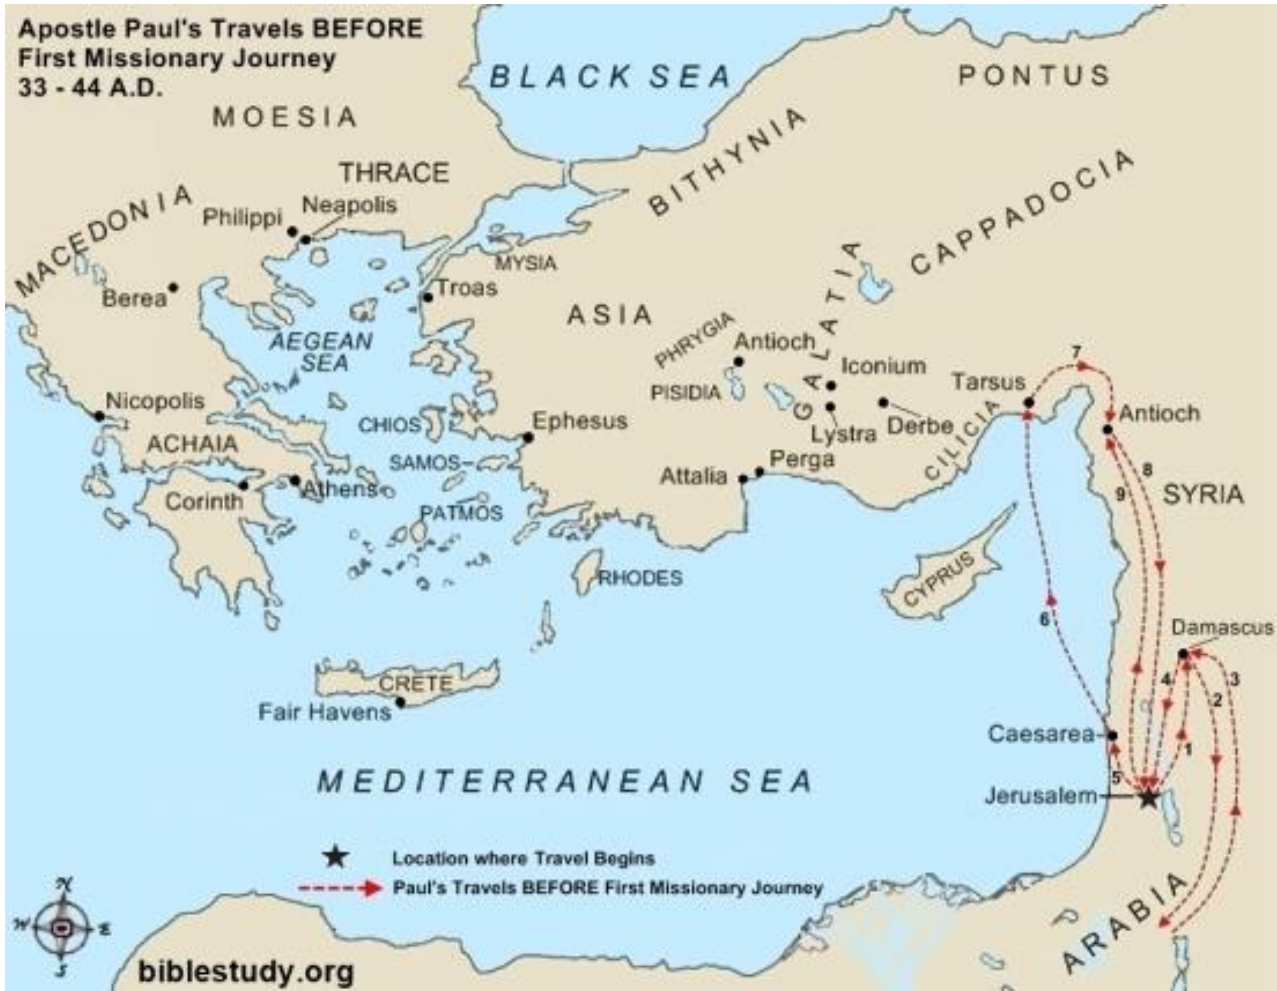 Apostle Paul's Travels BEFORE
First Missionary Journey
33 - 44 A.D.
BLACK SEA
PONTUS
MOESIA
THRACE
BITHYNIA
CAPPADOCIA
MACEDONIA
Philippi
Neapolis
Berea
MYSIA
Troas
AEGEAN
SEA
ASIA
PHRYGIA
Antioch
GALATIA
Iconium
PISIDIA
Tarsus
7
Nicopolis
CHIOS
Ephesus
Lystra
Derbe
CILICIA
Antioch
ACHAIA
SAMOS
Attalia
Perga
8
9
SYRIA
Corinth
Athens
PATMOS
RHODES
CYPRUS
6
Damascus
4
2
3
CRETE
Fair Havens
Caesarea
1
5
Jerusalem
MEDITERRANEAN SEA
Location where Travel Begins
Paul's Travels BEFORE First Missionary Journey
ARABIA
N
W
E
S
biblestudy.org